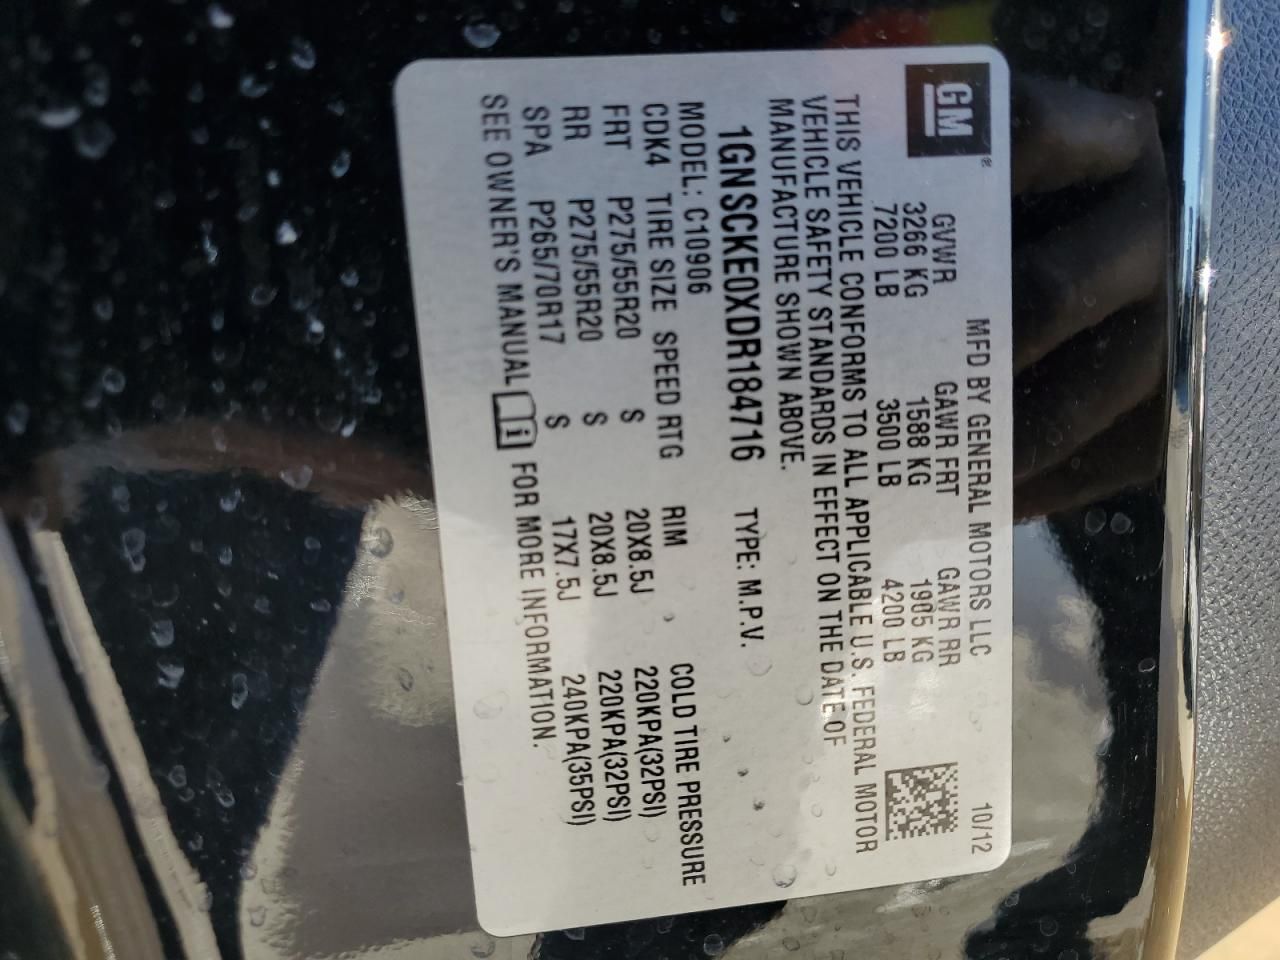 GM®
MFD BY GENERAL MOTORS LLC 10/12
GVWR GAWR FRT GAWR RR
3266 KG 1588 KG 1905 KG
7200 LB 3500 LB 4200 LB
THIS VEHICLE CONFORMS TO ALL APPLICABLE U.S. FEDERAL MOTOR
VEHICLE SAFETY STANDARDS IN EFFECT ON THE DATE OF
MANUFACTURE SHOWN ABOVE.
1GNSCKE0XDR184716 TYPE: M.P.V.
MODEL: C10906
CDK4 TIRE SIZE SPEED RTG RIM COLD TIRE PRESSURE
FRT P275/55R20 S 20X8.5J 220KPA(32PSI)
RR P275/55R20 S 20X8.5J 220KPA(32PSI)
SPA P265/70R17 S 17X7.5J 240KPA(35PSI)
SEE OWNER'S MANUAL i FOR MORE INFORMATION.